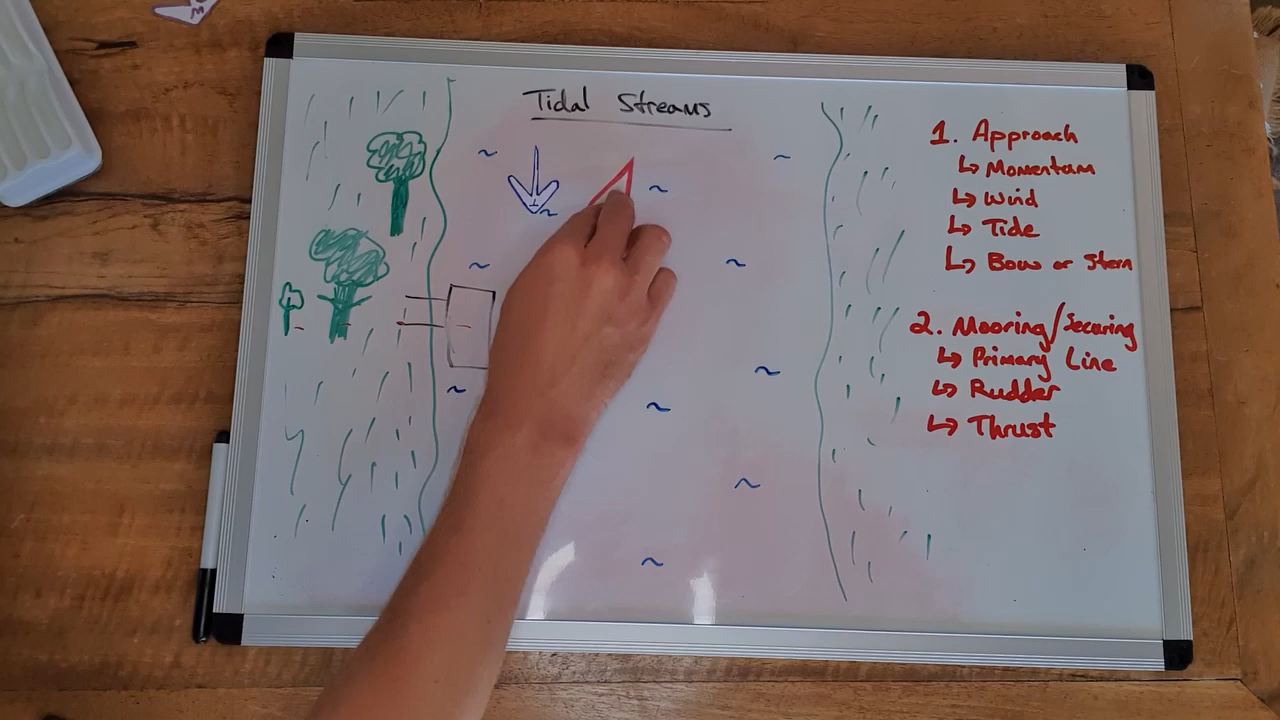 Tidal Streams
1. Approach
↳ Momentum
↳ Wind
↳ Tide
↳ Bow or Stern
2. Mooring/Securing
↳ Primary Line
↳ Rudder
↳ Thrust